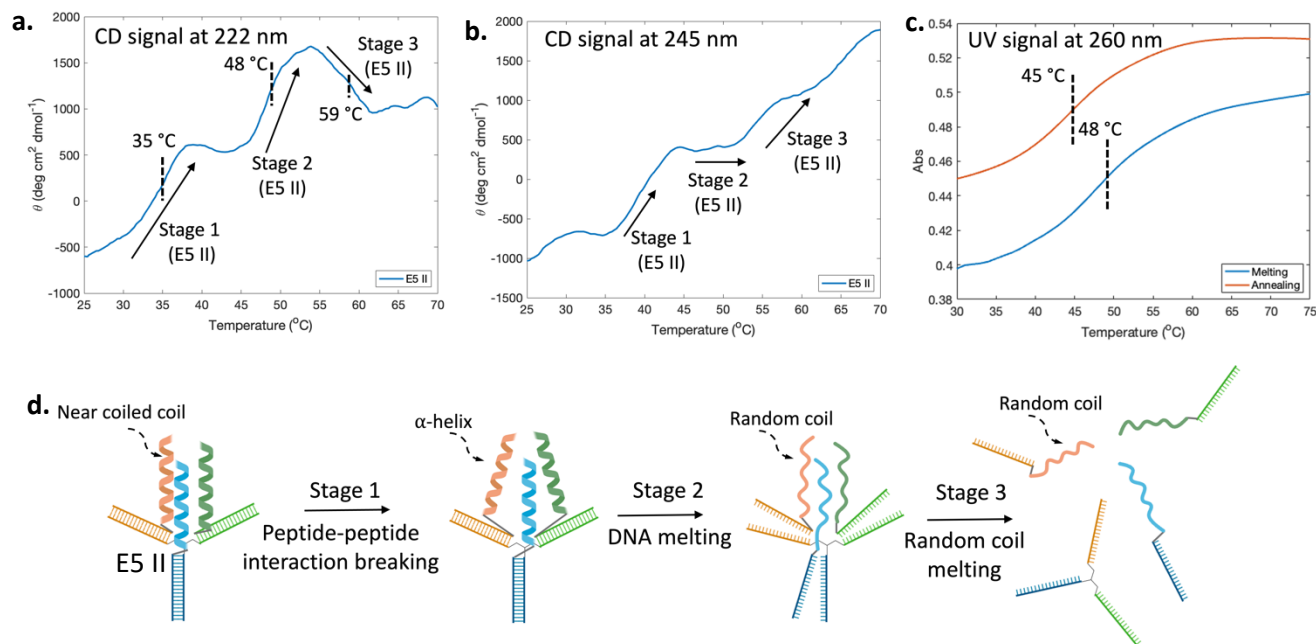 a.
CD signal at 222 nm
2000
1500
1000
500
0
-500
-1000
θ (deg cm² dmol⁻¹)
25 30 35 40 45 50 55 60 65 70
Temperature (°C)
35 °C
48 °C
59 °C
Stage 1
(E5 II)
Stage 2
(E5 II)
Stage 3
(E5 II)
E5 II
b.
CD signal at 245 nm
2000
1500
1000
500
0
-500
-1000
-1500
θ (deg cm² dmol⁻¹)
25 30 35 40 45 50 55 60 65 70
Temperature (°C)
Stage 1
(E5 II)
Stage 2
(E5 II)
Stage 3
(E5 II)
E5 II
c.
UV signal at 260 nm
0.54
0.52
0.5
0.48
0.46
0.44
0.42
0.4
0.38
Abs
30 35 40 45 50 55 60 65 70 75
Temperature (°C)
45 °C
48 °C
Melting
Annealing
d.
Near coiled coil
E5 II
Stage 1
Peptide-peptide
interaction breaking
α-helix
Stage 2
DNA melting
Random coil
Stage 3
Random coil
melting
Random coil